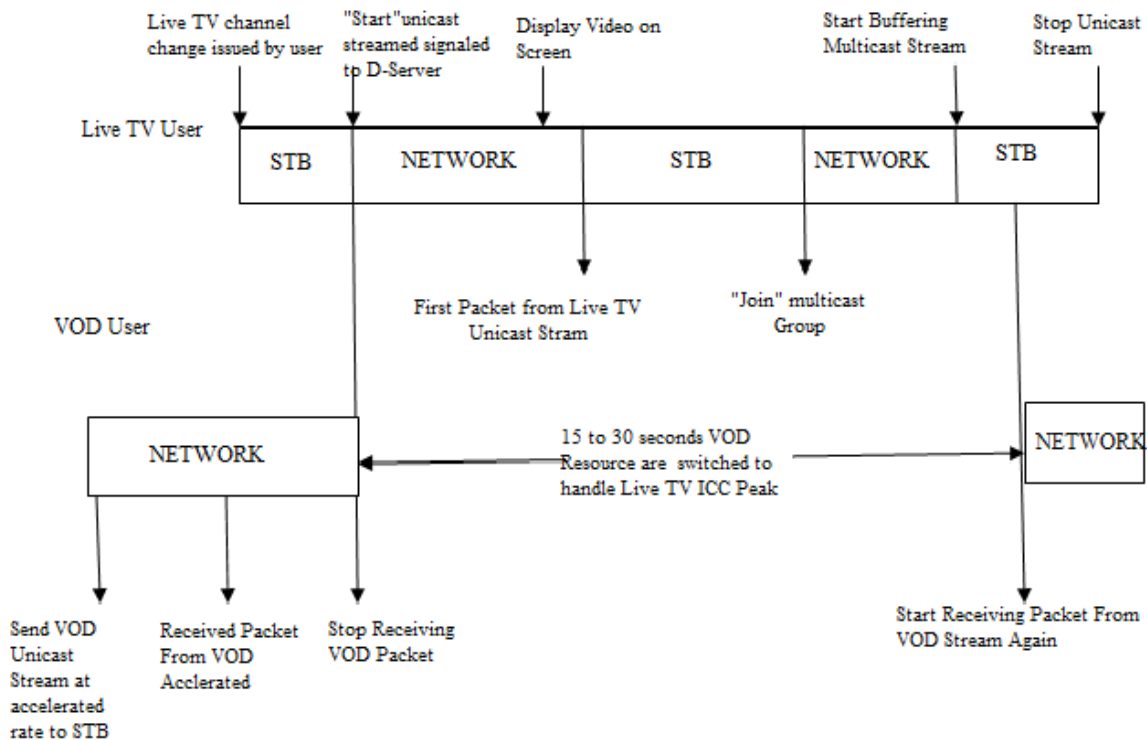 Live TV channel
change issued by user
"Start"unicast
streamed signaled
to D-Server
Display Video on
Screen
Start Buffering
Multicast Stream
Stop Unicast
Stream
Live TV User
STB
NETWORK
STB
NETWORK
STB
First Packet from Live TV
Unicast Stram
"Join" multicast
Group
VOD User
NETWORK
15 to 30 seconds VOD
Resource are switched to
handle Live TV ICC Peak
NETWORK
Send VOD
Unicast
Stream at
accelerated
rate to STB
Received Packet
From VOD
Acclerated
Stop Receiving
VOD Packet
Start Receiving Packet From
VOD Stream Again